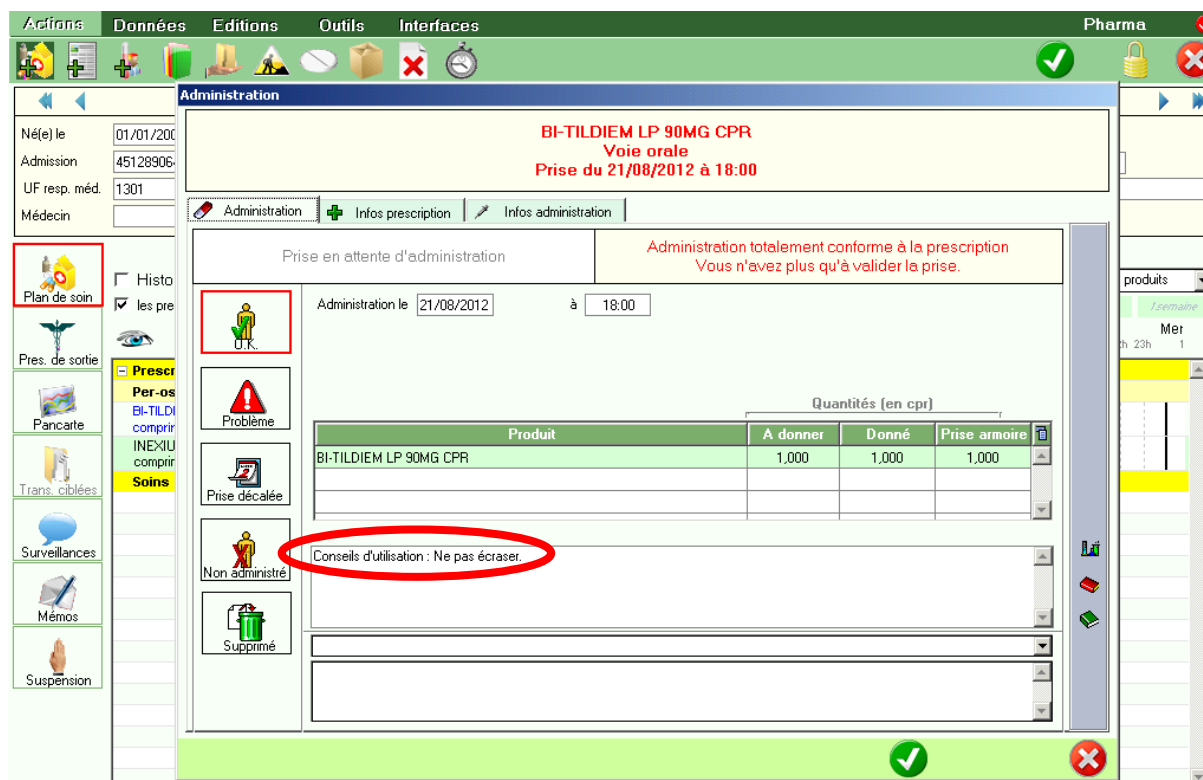 Actions Données Editions Outils Interfaces Pharma
Administration
Né(e) le 01/01/200
Admission 45128906
UF resp. méd. 1301
Médecin
BI-TILDIEM LP 90MG CPR
Voie orale
Prise du 21/08/2012 à 18:00
Administration Infos prescription Infos administration
Prise en attente d'administration
Administration totalement conforme à la prescription
Vous n'avez plus qu'à valider la prise.
Plan de soin
Pres. de sortie
Pancarte
Trans. ciblées
Surveillances
Mémos
Suspension
Histo
les pre
Prescr
Per-os
BI-TILDI
comprir
INEXIU
comprir
Soins
O.K.
Problème
Prise décalée
Non administré
Supprimé
Administration le 21/08/2012 à 18:00
Quantités (en cpr)
Produit A donner Donné Prise armoire
BI-TILDIEM LP 90MG CPR 1,000 1,000 1,000
Conseils d'utilisation : Ne pas écraser.
produits
1semaine
Mer
23h 1